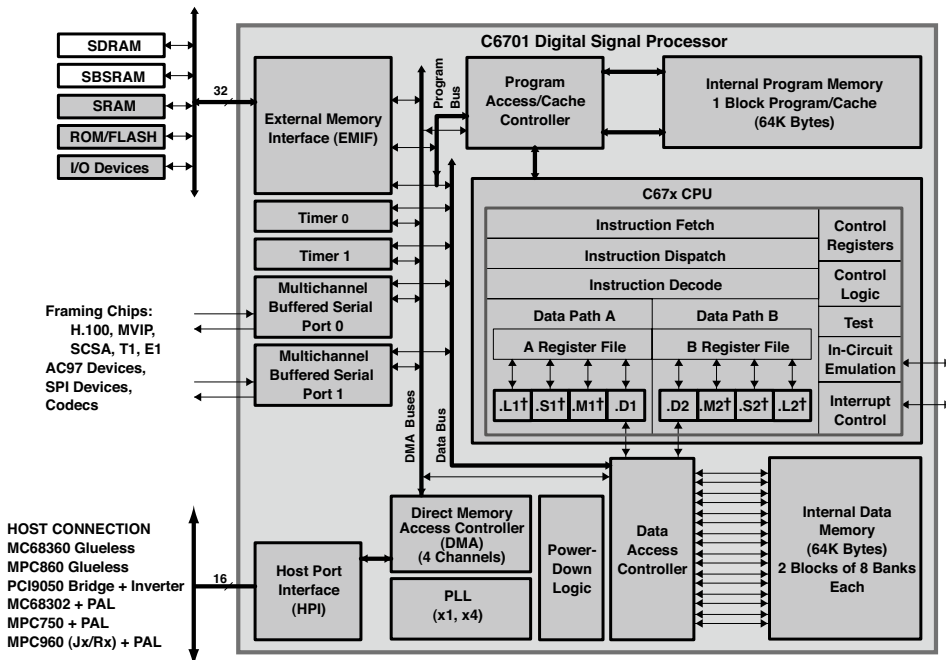 C6701 Digital Signal Processor
SDRAM
SBSRAM
SRAM
ROM/FLASH
I/O Devices
32
External Memory
Interface (EMIF)
Program
Bus
Program
Access/Cache
Controller
Internal Program Memory
1 Block Program/Cache
(64K Bytes)
Timer 0
Timer 1
Multichannel
Buffered Serial
Port 0
Multichannel
Buffered Serial
Port 1
Framing Chips:
H.100, MVIP,
SCSA, T1, E1
AC97 Devices,
SPI Devices,
Codecs
DMA Buses
Data Bus
C67x CPU
Instruction Fetch
Instruction Dispatch
Instruction Decode
Data Path A
Data Path B
A Register File
B Register File
.L1†
.S1†
.M1†
.D1
.D2
.M2†
.S2†
.L2†
Control
Registers
Control
Logic
Test
In-Circuit
Emulation
Interrupt
Control
HOST CONNECTION
MC68360 Glueless
MPC860 Glueless
PCI9050 Bridge + Inverter
MC68302 + PAL
MPC750 + PAL
MPC960 (Jx/Rx) + PAL
16
Host Port
Interface
(HPI)
Direct Memory
Access Controller
(DMA)
(4 Channels)
PLL
(x1, x4)
Power-
Down
Logic
Data
Access
Controller
Internal Data
Memory
(64K Bytes)
2 Blocks of 8 Banks
Each